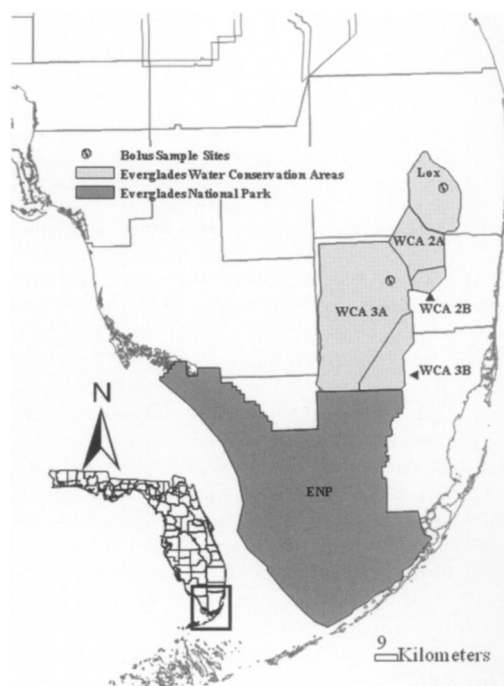 Bolus Sample Sites
Everglades Water Conservation Areas
Everglades National Park
Lox
WCA 2A
WCA 2B
WCA 3A
WCA 3B
N
ENP
9
Kilometers